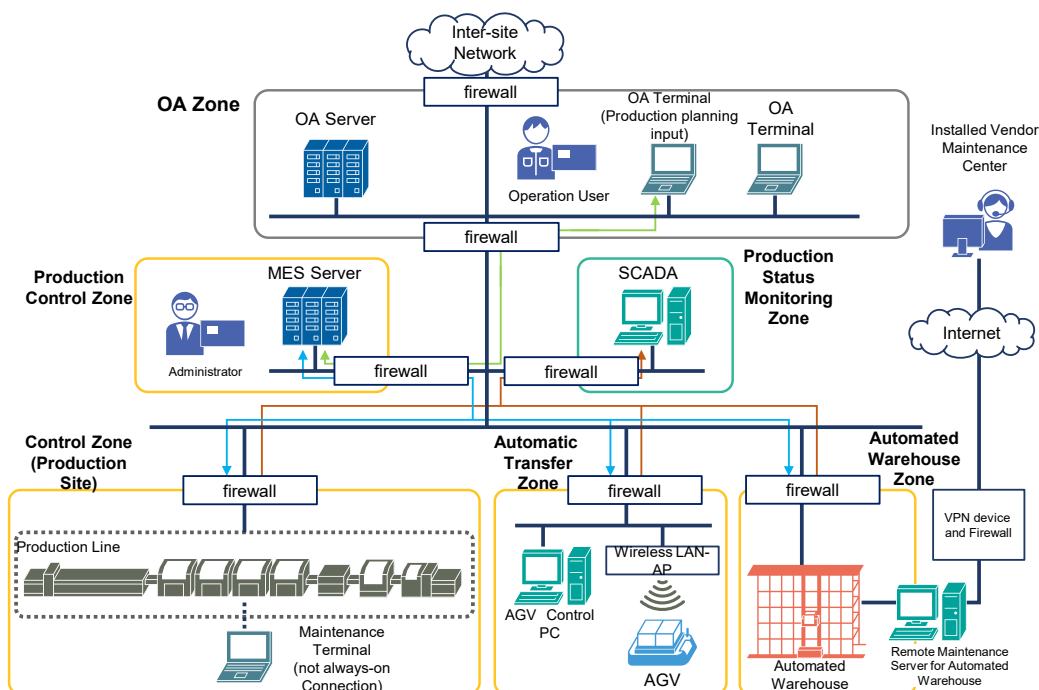 Inter-site
Network
firewall
OA Zone
OA Server
Operation User
OA Terminal
(Production planning
input)
OA
Terminal
Installed Vendor
Maintenance
Center
firewall
Production
Control Zone
MES Server
Administrator
firewall
SCADA
firewall
Production
Status
Monitoring
Zone
Internet
Control Zone
(Production
Site)
firewall
Automatic
Transfer
Zone
firewall
Automated
Warehouse
Zone
firewall
VPN device
and Firewall
Production Line
Maintenance
Terminal
(not always-on
Connection)
Wireless LAN-
AP
AGV Control
PC
AGV
Automated
Warehouse
Remote Maintenance
Server for Automated
Warehouse